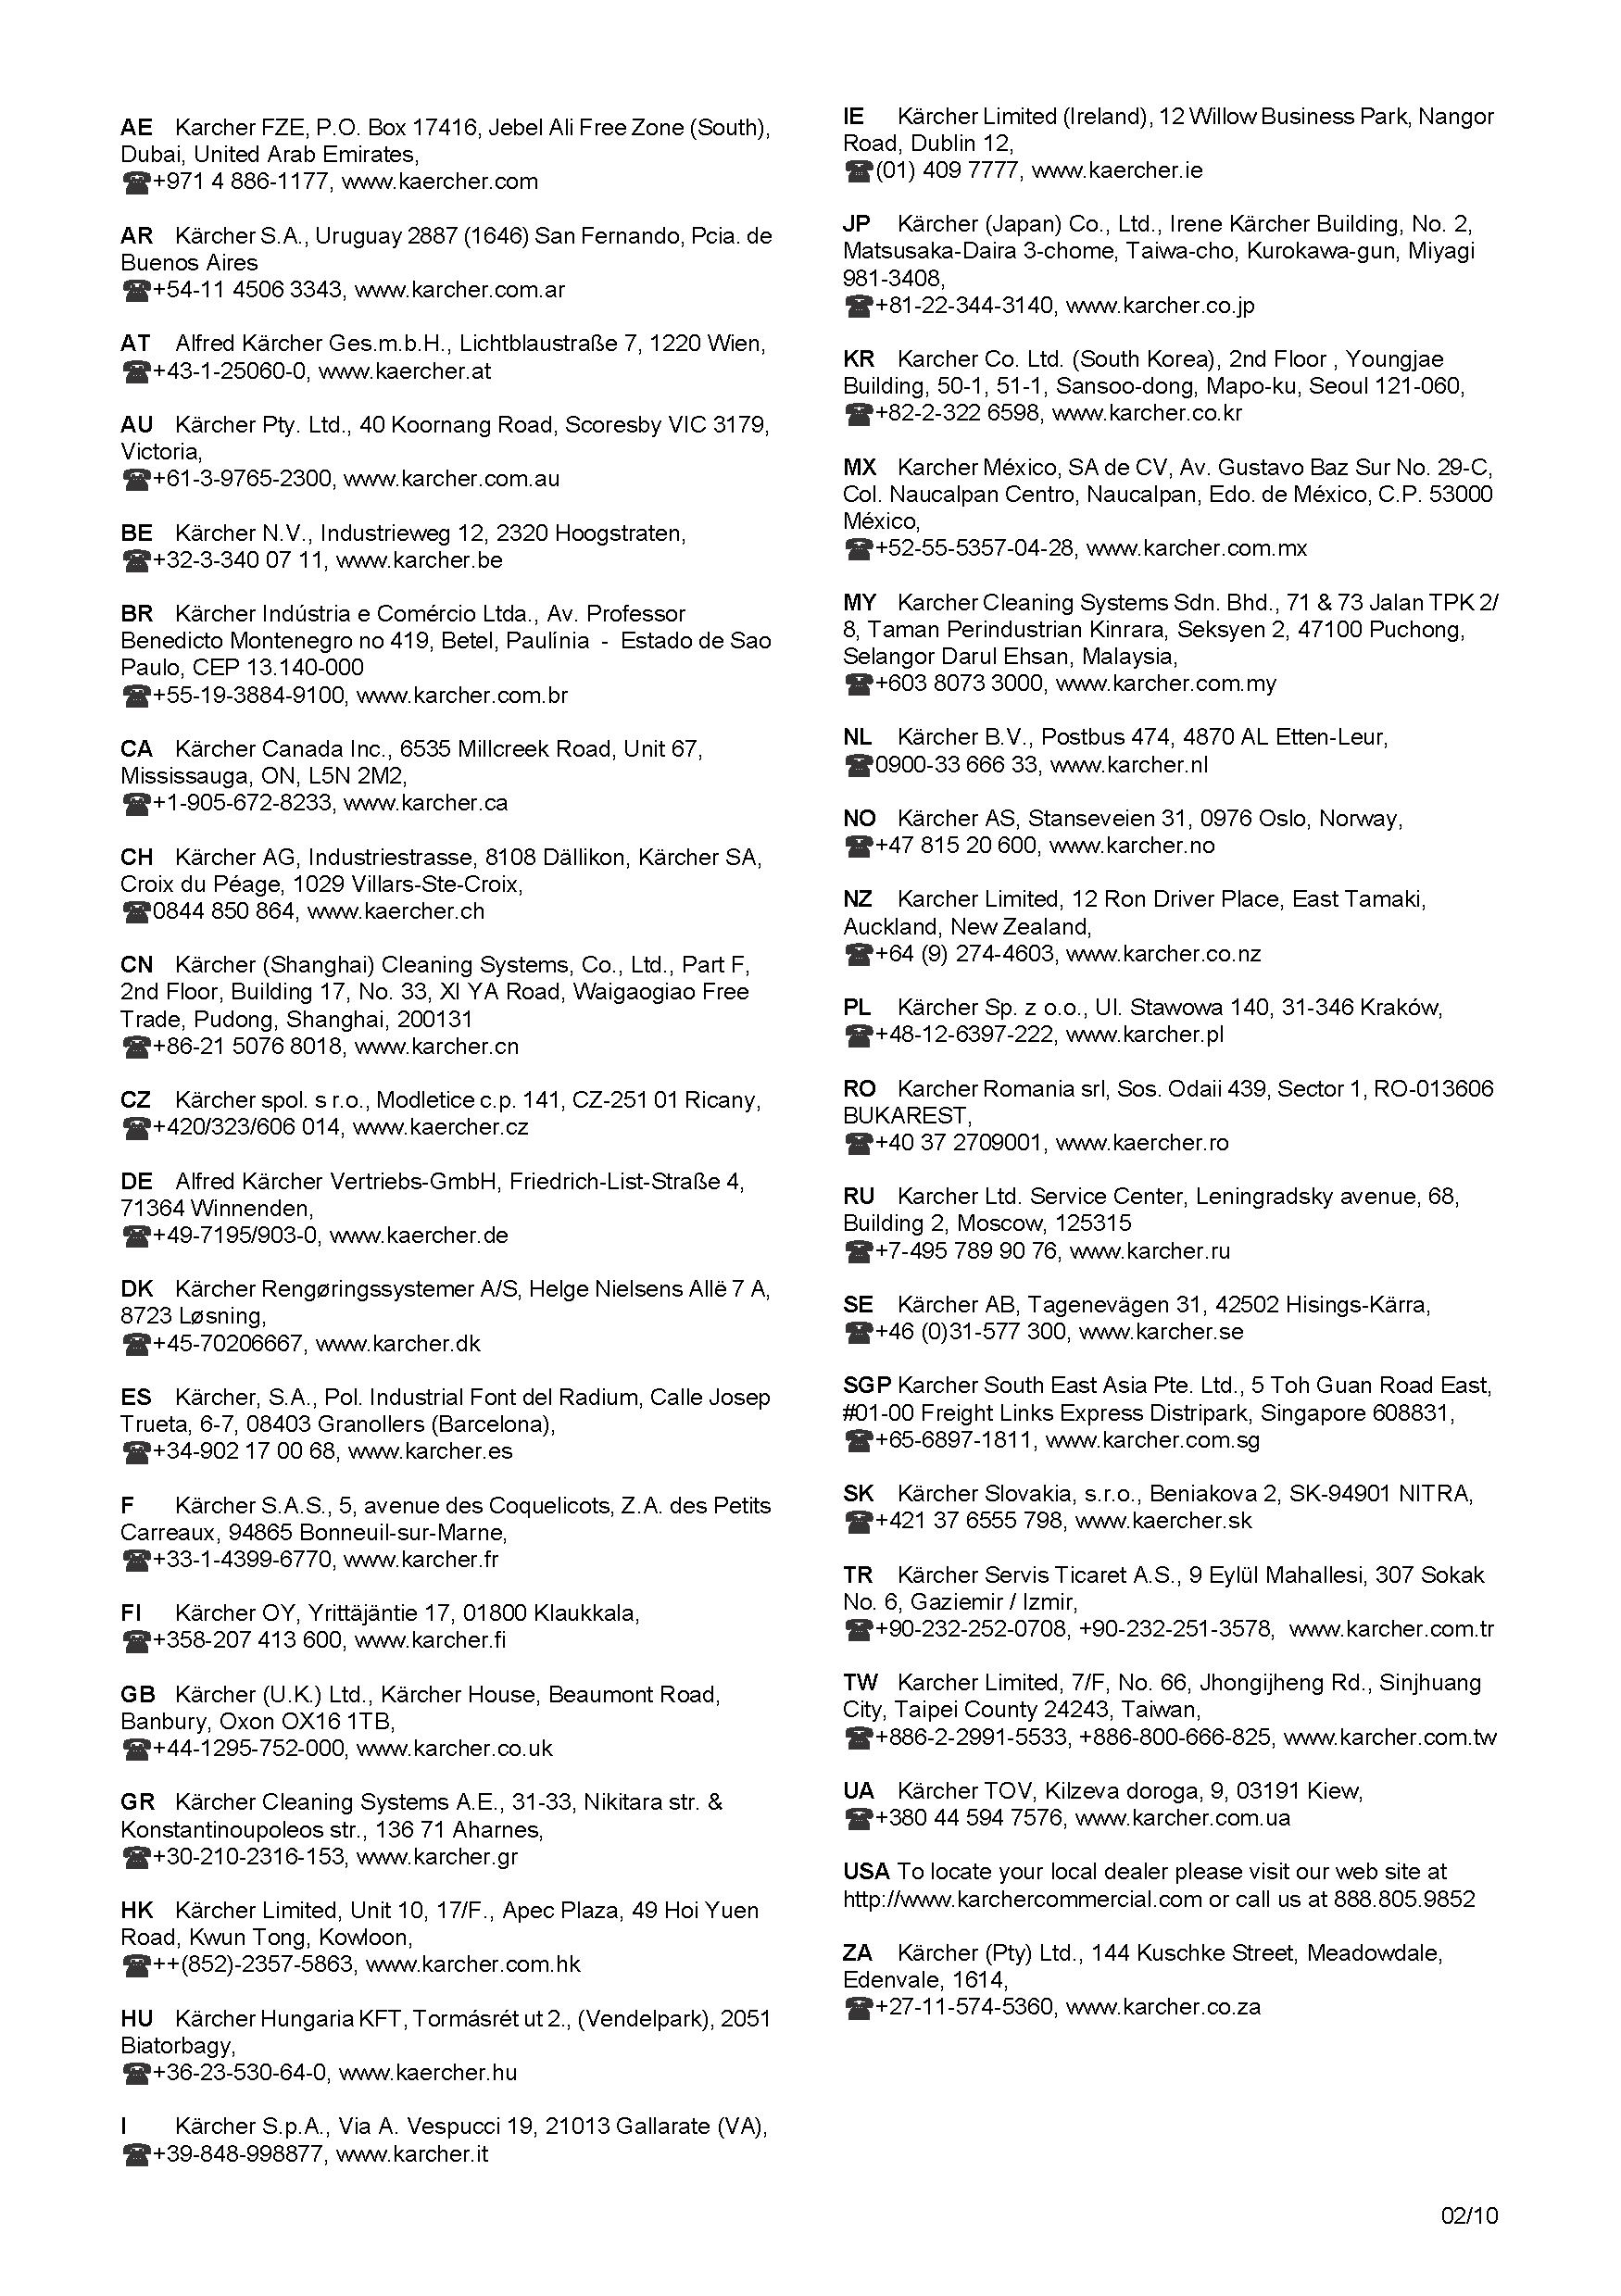 AE Karcher FZE, P.O. Box 17416, Jebel Ali Free Zone (South),
Dubai, United Arab Emirates,
☎+971 4 886-1177, www.kaercher.com
AR Kärcher S.A., Uruguay 2887 (1646) San Fernando, Pcia. de
Buenos Aires
☎+54-11 4506 3343, www.karcher.com.ar
AT Alfred Kärcher Ges.m.b.H., Lichtblaustraße 7, 1220 Wien,
☎+43-1-25060-0, www.kaercher.at
AU Kärcher Pty. Ltd., 40 Koornang Road, Scoresby VIC 3179,
Victoria,
☎+61-3-9765-2300, www.karcher.com.au
BE Kärcher N.V., Industrieweg 12, 2320 Hoogstraten,
☎+32-3-340 07 11, www.karcher.be
BR Kärcher Indústria e Comércio Ltda., Av. Professor
Benedicto Montenegro no 419, Betel, Paulínia - Estado de Sao
Paulo, CEP 13.140-000
☎+55-19-3884-9100, www.karcher.com.br
CA Kärcher Canada Inc., 6535 Millcreek Road, Unit 67,
Mississauga, ON, L5N 2M2,
☎+1-905-672-8233, www.karcher.ca
CH Kärcher AG, Industriestrasse, 8108 Dällikon, Kärcher SA,
Croix du Péage, 1029 Villars-Ste-Croix,
☎0844 850 864, www.kaercher.ch
CN Kärcher (Shanghai) Cleaning Systems, Co., Ltd., Part F,
2nd Floor, Building 17, No. 33, XI YA Road, Waigaogiao Free
Trade, Pudong, Shanghai, 200131
☎+86-21 5076 8018, www.karcher.cn
CZ Kärcher spol. s r.o., Modletice c.p. 141, CZ-251 01 Ricany,
☎+420/323/606 014, www.kaercher.cz
DE Alfred Kärcher Vertriebs-GmbH, Friedrich-List-Straße 4,
71364 Winnenden,
☎+49-7195/903-0, www.kaercher.de
DK Kärcher Rengøringssystemer A/S, Helge Nielsens Allë 7 A,
8723 Løsning,
☎+45-70206667, www.karcher.dk
ES Kärcher, S.A., Pol. Industrial Font del Radium, Calle Josep
Trueta, 6-7, 08403 Granollers (Barcelona),
☎+34-902 17 00 68, www.karcher.es
F Kärcher S.A.S., 5, avenue des Coquelicots, Z.A. des Petits
Carreaux, 94865 Bonneuil-sur-Marne,
☎+33-1-4399-6770, www.karcher.fr
FI Kärcher OY, Yrittäjäntie 17, 01800 Klaukkala,
☎+358-207 413 600, www.karcher.fi
GB Kärcher (U.K.) Ltd., Kärcher House, Beaumont Road,
Banbury, Oxon OX16 1TB,
☎+44-1295-752-000, www.karcher.co.uk
GR Kärcher Cleaning Systems A.E., 31-33, Nikitara str. &
Konstantinoupoleos str., 136 71 Aharnes,
☎+30-210-2316-153, www.karcher.gr
HK Kärcher Limited, Unit 10, 17/F., Apec Plaza, 49 Hoi Yuen
Road, Kwun Tong, Kowloon,
☎++(852)-2357-5863, www.karcher.com.hk
HU Kärcher Hungaria KFT, Tormásrét ut 2., (Vendelpark), 2051
Biatorbagy,
☎+36-23-530-64-0, www.kaercher.hu
I Kärcher S.p.A., Via A. Vespucci 19, 21013 Gallarate (VA),
☎+39-848-998877, www.karcher.it
IE Kärcher Limited (Ireland), 12 Willow Business Park, Nangor
Road, Dublin 12,
☎(01) 409 7777, www.kaercher.ie
JP Kärcher (Japan) Co., Ltd., Irene Kärcher Building, No. 2,
Matsusaka-Daira 3-chome, Taiwa-cho, Kurokawa-gun, Miyagi
981-3408,
☎+81-22-344-3140, www.karcher.co.jp
KR Karcher Co. Ltd. (South Korea), 2nd Floor , Youngjae
Building, 50-1, 51-1, Sansoo-dong, Mapo-ku, Seoul 121-060,
☎+82-2-322 6598, www.karcher.co.kr
MX Karcher México, SA de CV, Av. Gustavo Baz Sur No. 29-C,
Col. Naucalpan Centro, Naucalpan, Edo. de México, C.P. 53000
México,
☎+52-55-5357-04-28, www.karcher.com.mx
MY Karcher Cleaning Systems Sdn. Bhd., 71 & 73 Jalan TPK 2/
8, Taman Perindustrian Kinrara, Seksyen 2, 47100 Puchong,
Selangor Darul Ehsan, Malaysia,
☎+603 8073 3000, www.karcher.com.my
NL Kärcher B.V., Postbus 474, 4870 AL Etten-Leur,
☎0900-33 666 33, www.karcher.nl
NO Kärcher AS, Stanseveien 31, 0976 Oslo, Norway,
☎+47 815 20 600, www.karcher.no
NZ Karcher Limited, 12 Ron Driver Place, East Tamaki,
Auckland, New Zealand,
☎+64 (9) 274-4603, www.karcher.co.nz
PL Kärcher Sp. z o.o., Ul. Stawowa 140, 31-346 Kraków,
☎+48-12-6397-222, www.karcher.pl
RO Karcher Romania srl, Sos. Odaii 439, Sector 1, RO-013606
BUKAREST,
☎+40 37 2709001, www.kaercher.ro
RU Karcher Ltd. Service Center, Leningradsky avenue, 68,
Building 2, Moscow, 125315
☎+7-495 789 90 76, www.karcher.ru
SE Kärcher AB, Tagenevägen 31, 42502 Hisings-Kärra,
☎+46 (0)31-577 300, www.karcher.se
SGP Karcher South East Asia Pte. Ltd., 5 Toh Guan Road East,
#01-00 Freight Links Express Distripark, Singapore 608831,
☎+65-6897-1811, www.karcher.com.sg
SK Kärcher Slovakia, s.r.o., Beniakova 2, SK-94901 NITRA,
☎+421 37 6555 798, www.kaercher.sk
TR Kärcher Servis Ticaret A.S., 9 Eylül Mahallesi, 307 Sokak
No. 6, Gaziemir / Izmir,
☎+90-232-252-0708, +90-232-251-3578, www.karcher.com.tr
TW Karcher Limited, 7/F, No. 66, Jhongijheng Rd., Sinjhuang
City, Taipei County 24243, Taiwan,
☎+886-2-2991-5533, +886-800-666-825, www.karcher.com.tw
UA Kärcher TOV, Kilzeva doroga, 9, 03191 Kiew,
☎+380 44 594 7576, www.karcher.com.ua
USA To locate your local dealer please visit our web site at
http://www.karchercommercial.com or call us at 888.805.9852
ZA Kärcher (Pty) Ltd., 144 Kuschke Street, Meadowdale,
Edenvale, 1614,
☎+27-11-574-5360, www.karcher.co.za
02/10